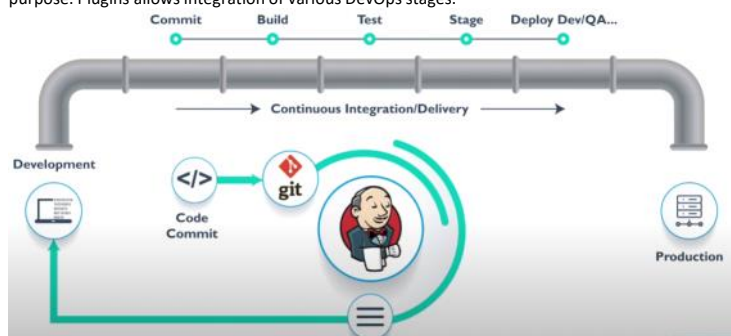 purpose. Plugins allows integration of various DevOps stages.
Commit Build Test Stage Deploy Dev/QA...
Continuous Integration/Delivery
Development
</>
git
Code
Commit
Production